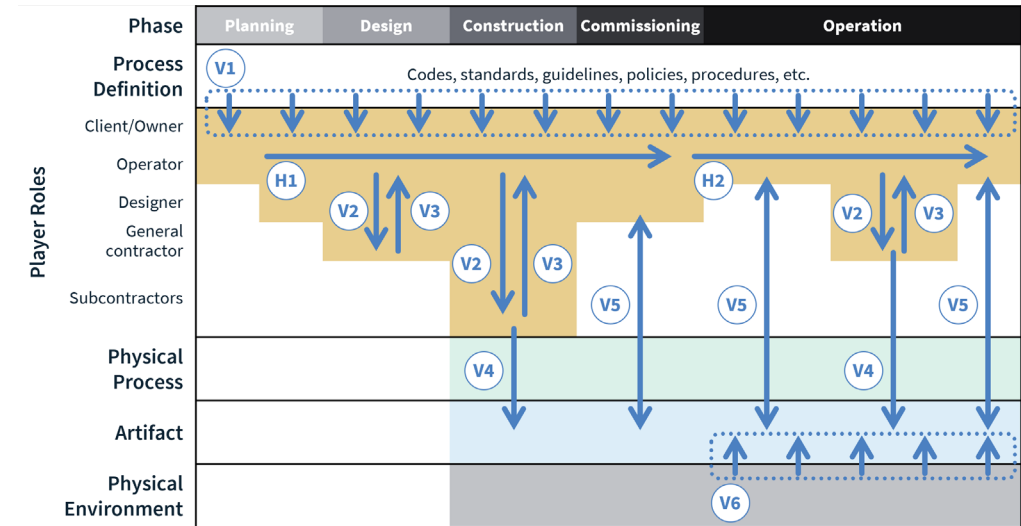 Phase
Planning
Design
Construction
Commissioning
Operation
Process
Definition
V1
Codes, standards, guidelines, policies, procedures, etc.
Player Roles
Client/Owner
Operator
H1
H2
Designer
V2
V3
V2
V3
General
contractor
V2
V3
Subcontractors
V5
V5
V5
Physical
Process
V4
V4
Artifact
Physical
Environment
V6